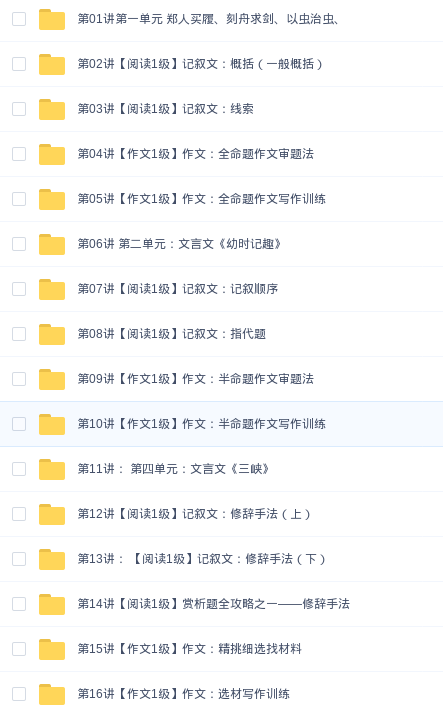 第01讲第一单元 郑人买履、刻舟求剑、以虫治虫、
第02讲【阅读1级】记叙文：概括（一般概括）
第03讲【阅读1级】记叙文：线索
第04讲【作文1级】作文：全命题作文审题法
第05讲【作文1级】作文：全命题作文写作训练
第06讲 第二单元：文言文《幼时记趣》
第07讲【阅读1级】记叙文：记叙顺序
第08讲【阅读1级】记叙文：指代题
第09讲【作文1级】作文：半命题作文审题法
第10讲【作文1级】作文：半命题作文写作训练
第11讲： 第四单元：文言文《三峡》
第12讲【阅读1级】记叙文：修辞手法（上）
第13讲：【阅读1级】记叙文：修辞手法（下）
第14讲【阅读1级】赏析题全攻略之一——修辞手法
第15讲【作文1级】作文：精挑细选找材料
第16讲【作文1级】作文：选材写作训练